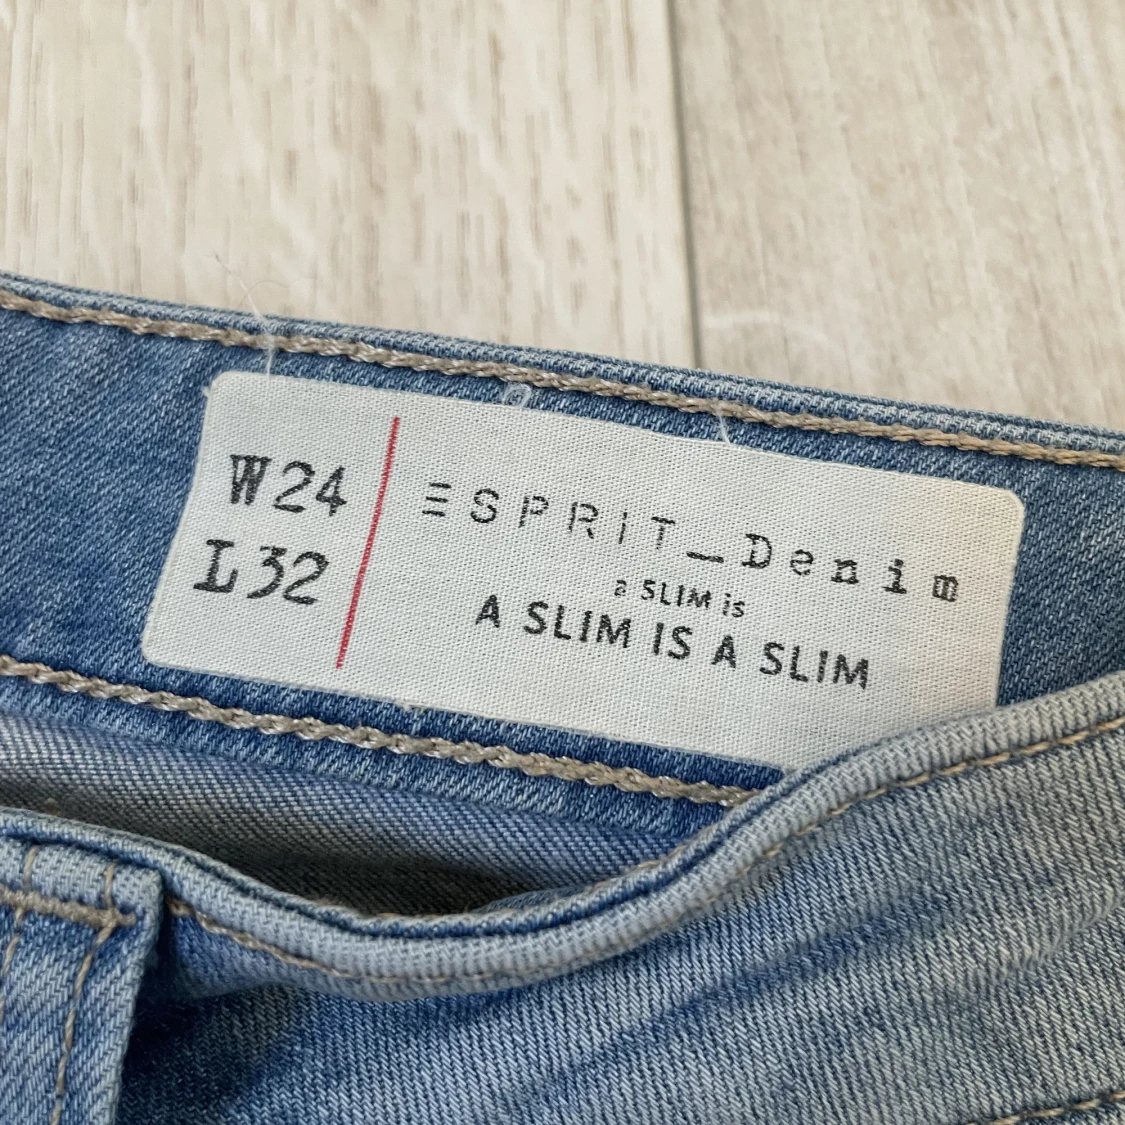 W24
L32
ESPRIT_Denim
a SLIM is
A SLIM IS A SLIM